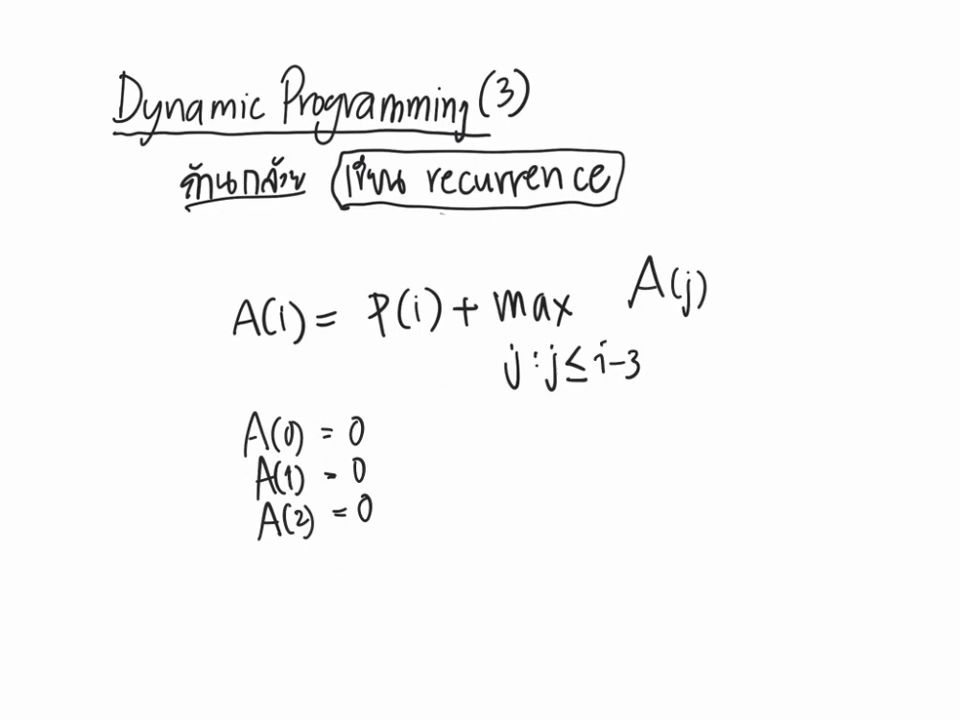 Dynamic Programming (3)
ก้านกล้วย เขียน recurrence
A(i) = P(i) + max A(j)
j : j ≤ i-3
A(0) = 0
A(1) = 0
A(2) = 0